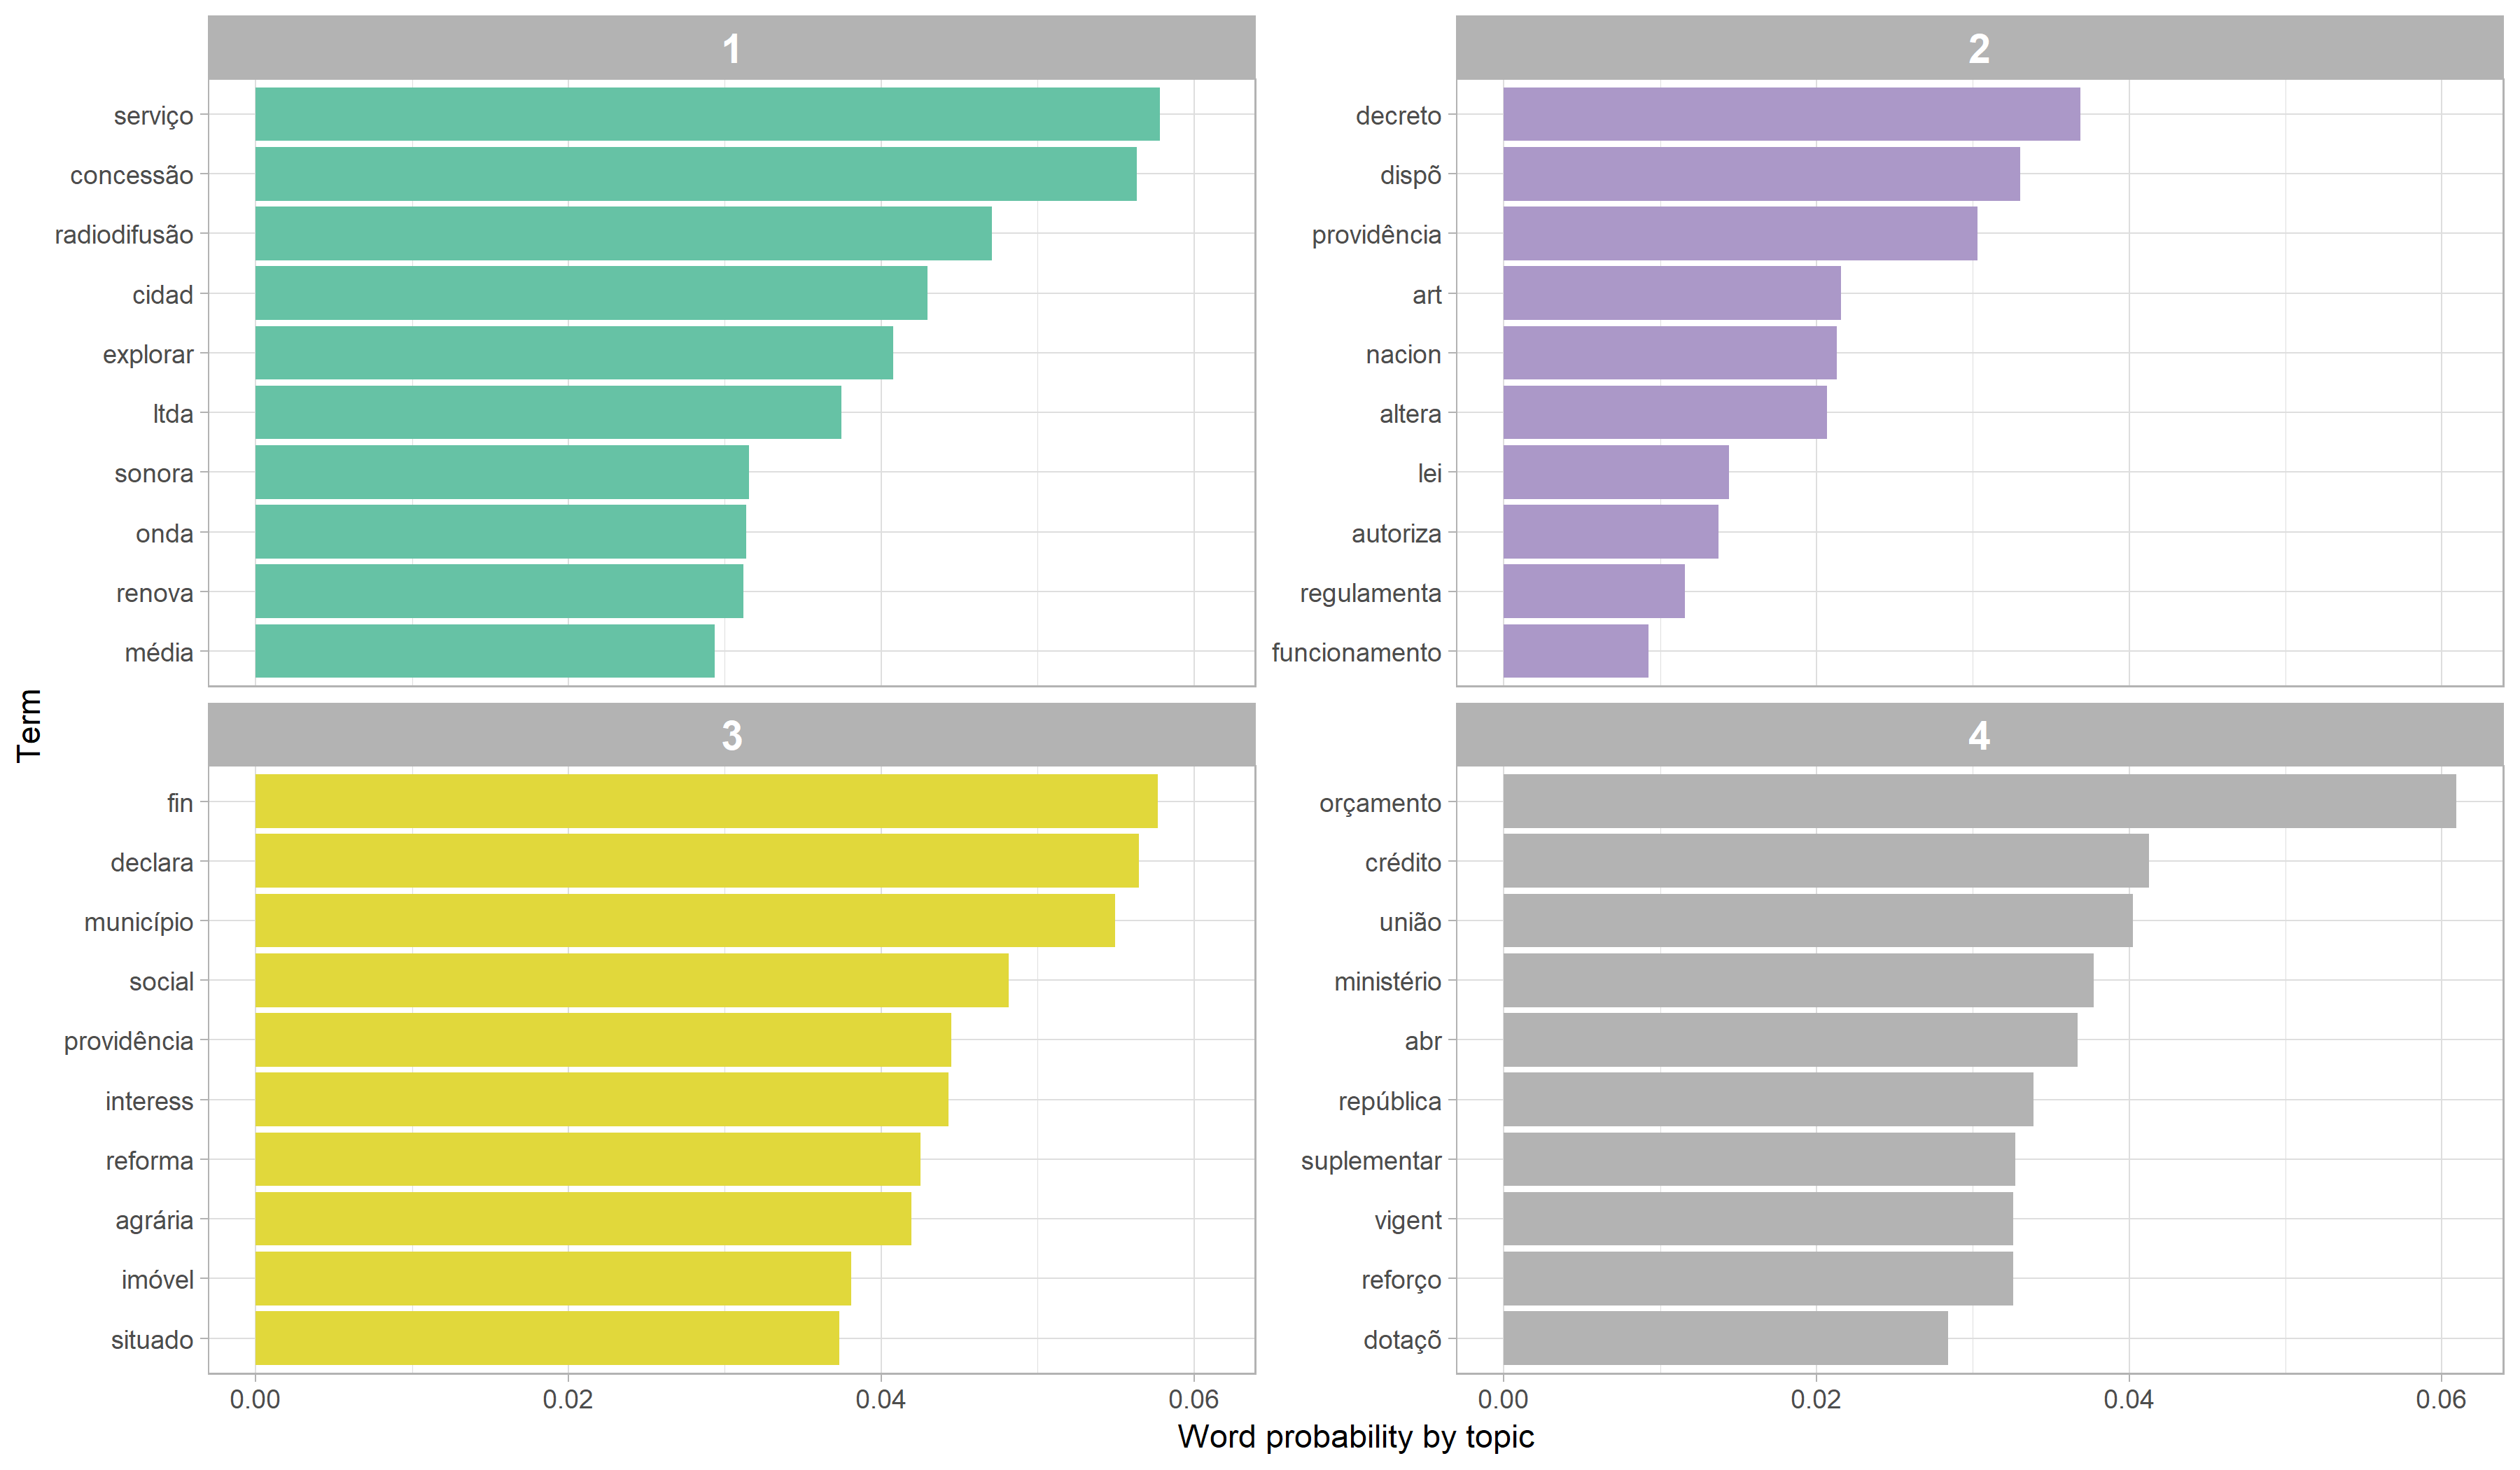 1
serviço
concessão
radiodifusão
cidad
explorar
ltda
sonora
onda
renova
média
2
decreto
dispõ
providência
art
nacion
altera
lei
autoriza
regulamenta
funcionamento
Term
3
fin
declara
município
social
providência
interess
reforma
agrária
imóvel
situado
0.00 0.02 0.04 0.06
4
orçamento
crédito
união
ministério
abr
república
suplementar
vigent
reforço
dotaçõ
0.00 0.02 0.04 0.06
Word probability by topic